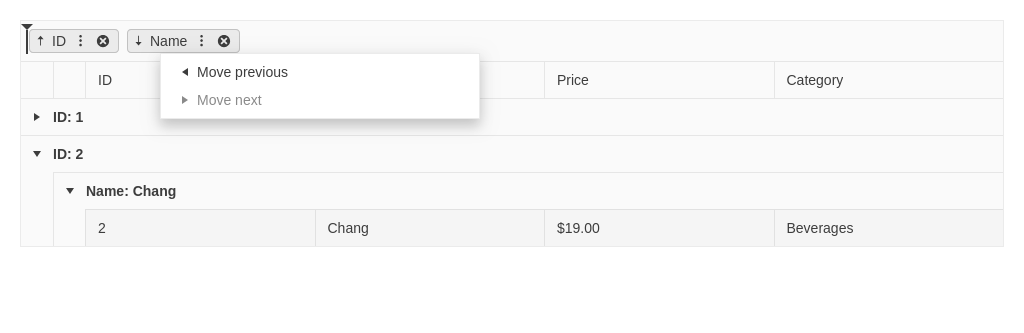 ID Name
Move previous
Move next
ID Price Category
ID: 1
ID: 2
Name: Chang
2 Chang $19.00 Beverages